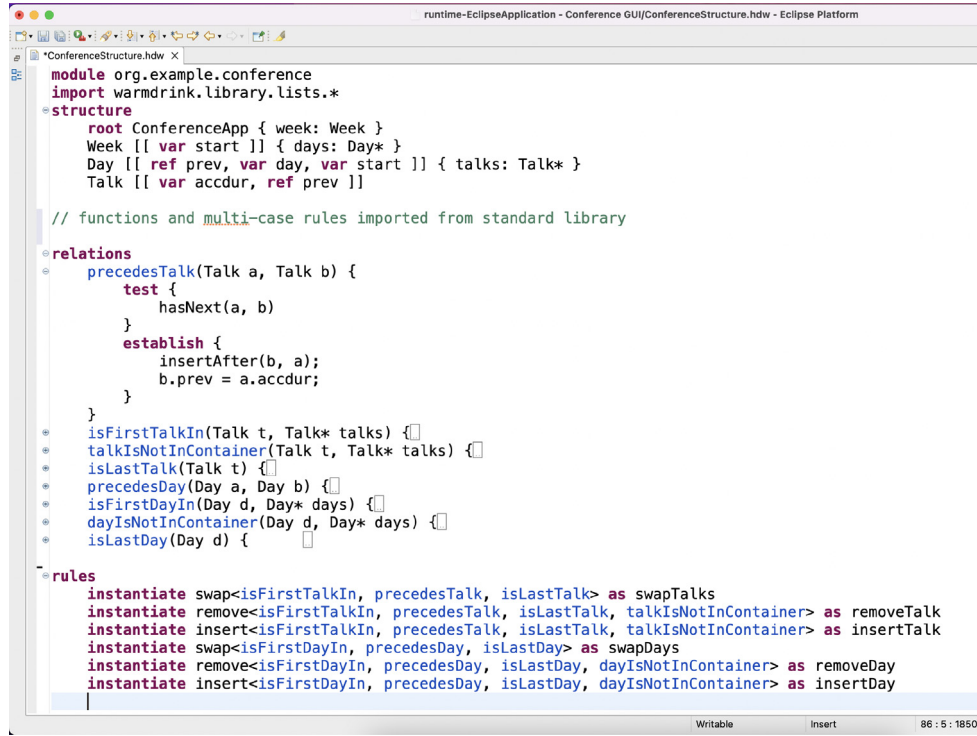 runtime-EclipseApplication - Conference GUI/ConferenceStructure.hdw - Eclipse Platform
*ConferenceStructure.hdw
module org.example.conference
import warmdrink.library.lists.*
structure
root ConferenceApp { week: Week }
Week [[ var start ]] { days: Day* }
Day [[ ref prev, var day, var start ]] { talks: Talk* }
Talk [[ var accdur, ref prev ]]
// functions and multi-case rules imported from standard library
relations
precedesTalk(Talk a, Talk b) {
test {
hasNext(a, b)
}
establish {
insertAfter(b, a);
b.prev = a.accdur;
}
}
isFirstTalkIn(Talk t, Talk* talks) {
talkIsNotInContainer(Talk t, Talk* talks) {
isLastTalk(Talk t) {
precedesDay(Day a, Day b) {
isFirstDayIn(Day d, Day* days) {
dayIsNotInContainer(Day d, Day* days) {
isLastDay(Day d) {
rules
instantiate swap<isFirstTalkIn, precedesTalk, isLastTalk> as swapTalks
instantiate remove<isFirstTalkIn, precedesTalk, isLastTalk, talkIsNotInContainer> as removeTalk
instantiate insert<isFirstTalkIn, precedesTalk, isLastTalk, talkIsNotInContainer> as insertTalk
instantiate swap<isFirstDayIn, precedesDay, isLastDay> as swapDays
instantiate remove<isFirstDayIn, precedesDay, isLastDay, dayIsNotInContainer> as removeDay
instantiate insert<isFirstDayIn, precedesDay, isLastDay, dayIsNotInContainer> as insertDay
Writable Insert 86 : 5 : 1850